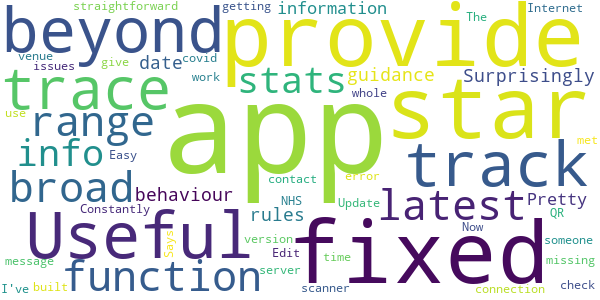 straightforward
getting
information
The
Internet
beyond
provide
venue
issues
give
date
covid
work
stats
guidance
Surprisingly
trace
whole
star
use
range
app
met
info
track
broad
behaviour
contact
error
latest
Pretty
NHS
Update
QR
Useful
Constantly
Easy
rules
Now
someone
Says
version
Edit
time
fixed
message
function
server
missing
I've
built
scanner
connection
check